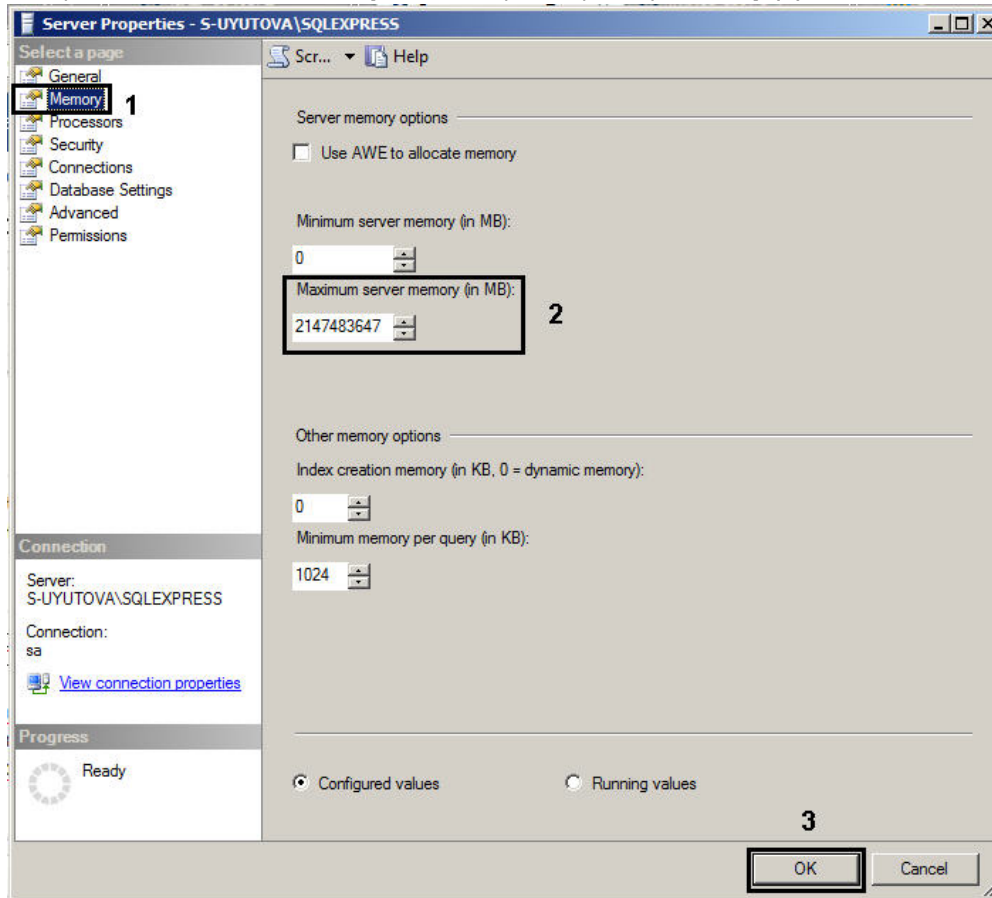 Server Properties - S-UYUTOVA\SQLEXPRESS
Select a page
General
Memory
1
Processors
Security
Connections
Database Settings
Advanced
Permissions
Scr...
Help
Server memory options
Use AWE to allocate memory
Minimum server memory (in MB):
0
Maximum server memory (in MB):
2147483647
2
Other memory options
Index creation memory (in KB, 0 = dynamic memory):
0
Minimum memory per query (in KB):
1024
Connection
Server:
S-UYUTOVA\SQLEXPRESS
Connection:
sa
View connection properties
Progress
Ready
Configured values
Running values
3
OK
Cancel